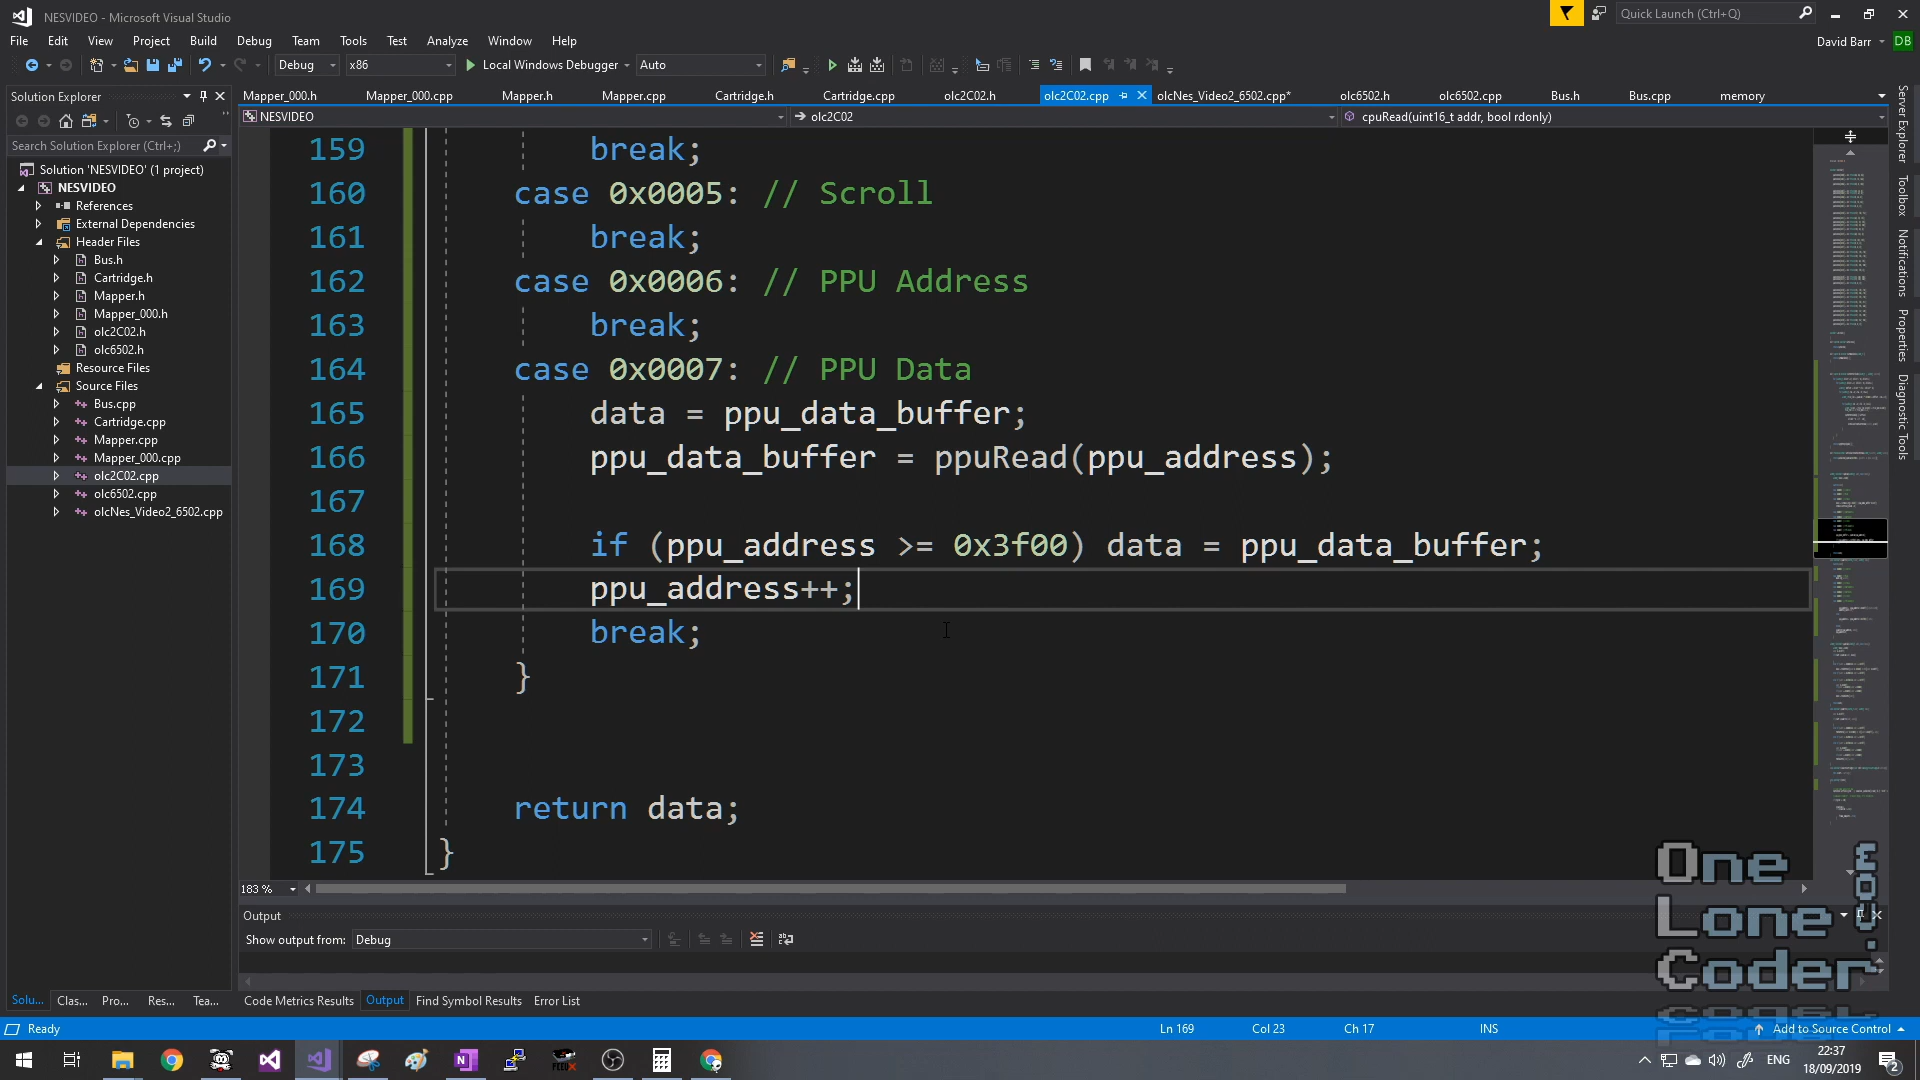 NESVIDEO - Microsoft Visual Studio
Quick Launch (Ctrl+Q)
File Edit View Project Build Debug Team Tools Test Analyze Window Help
David Barr DB
Debug x86 Local Windows Debugger Auto
Solution Explorer
Mapper_000.h Mapper_000.cpp Mapper.h Mapper.cpp Cartridge.h Cartridge.cpp olc2C02.h olc2C02.cpp olcNes_Video2_6502.cpp* olc6502.h olc6502.cpp Bus.h Bus.cpp memory
NESVIDEO olc2C02 cpuRead(uint16_t addr, bool rdonly)
Search Solution Explorer (Ctrl+;)
Solution 'NESVIDEO' (1 project)
NESVIDEO
References
External Dependencies
Header Files
Bus.h
Cartridge.h
Mapper.h
Mapper_000.h
olc2C02.h
olc6502.h
Resource Files
Source Files
Bus.cpp
Cartridge.cpp
Mapper.cpp
Mapper_000.cpp
olc2C02.cpp
olc6502.cpp
olcNes_Video2_6502.cpp
159 break;
160 case 0x0005: // Scroll
161 break;
162 case 0x0006: // PPU Address
163 break;
164 case 0x0007: // PPU Data
165 data = ppu_data_buffer;
166 ppu_data_buffer = ppuRead(ppu_address);
167
168 if (ppu_address >= 0x3f00) data = ppu_data_buffer;
169 ppu_address++;
170 break;
171 }
172
173
174 return data;
175 }
Server Explorer
Toolbox
Notifications
Properties
Diagnostic Tools
183 %
Output
Show output from: Debug
Solu... Clas... Pro... Res... Tea...
Code Metrics Results Output Find Symbol Results Error List
One
Lone
Coder
.com
Ready Ln 169 Col 23 Ch 17 INS Add to Source Control
ENG
22:37
18/09/2019
2